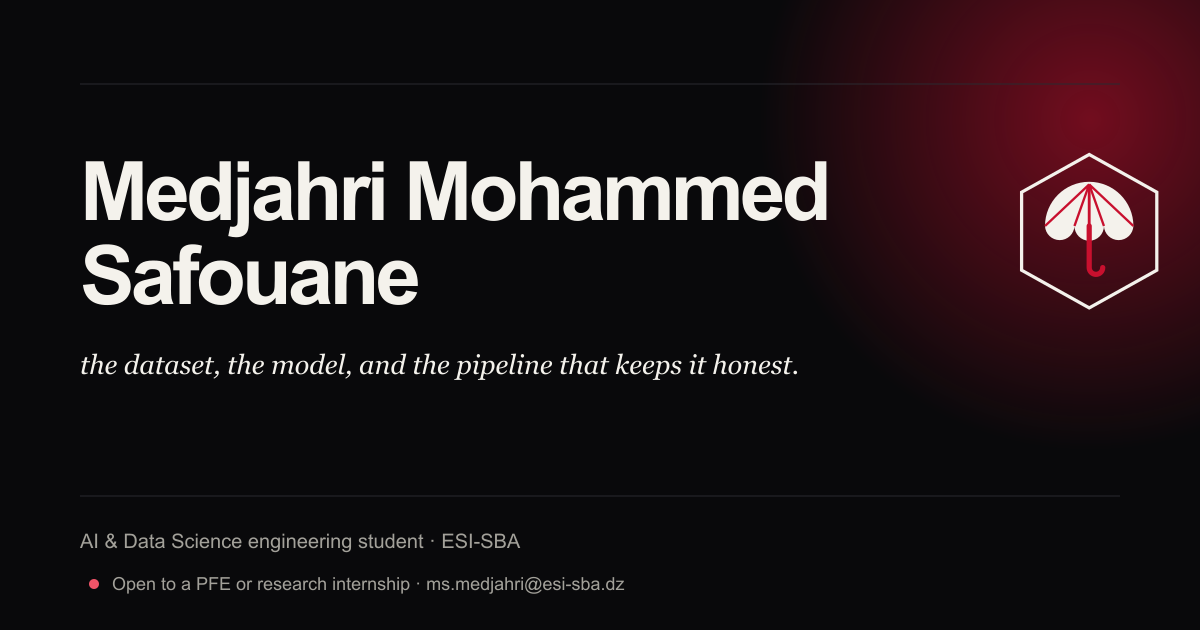 Medjahri Mohammed
Safouane
the dataset, the model, and the pipeline that keeps it honest.
AI & Data Science engineering student · ESI-SBA
Open to a PFE or research internship · ms.medjahri@esi-sba.dz